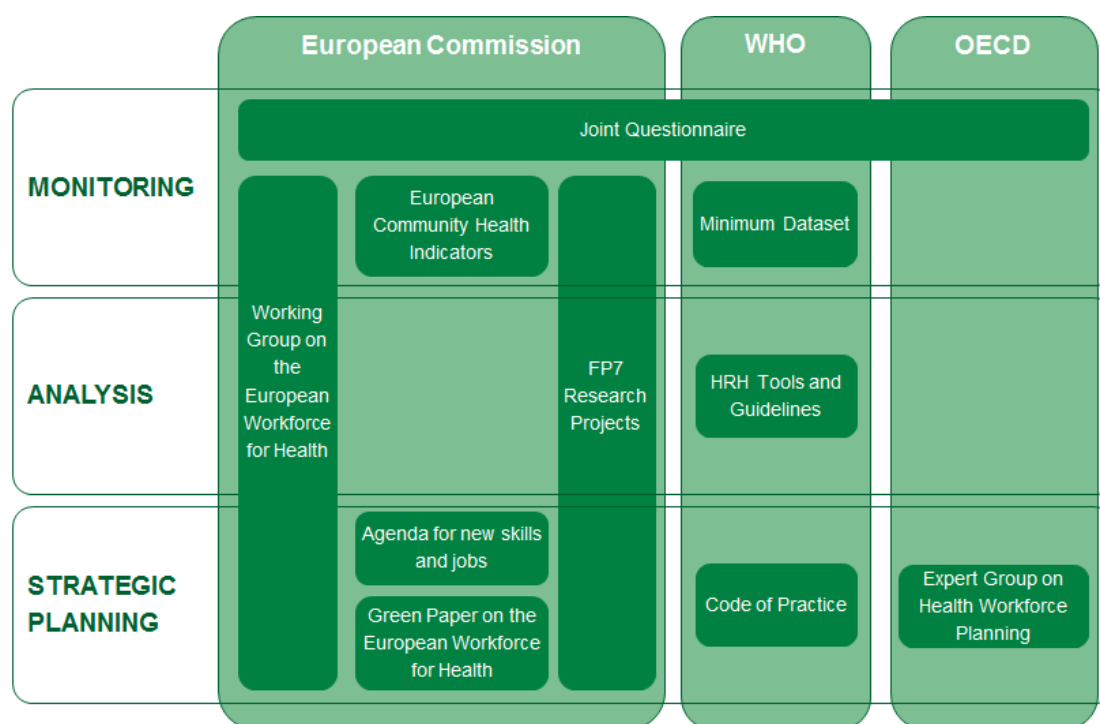 European Commission
WHO
OECD
MONITORING
Joint Questionnaire
European
Community Health
Indicators
Minimum Dataset
Working
Group on
the
European
Workforce
for Health
FP7
Research
Projects
ANALYSIS
HRH Tools and
Guidelines
STRATEGIC
PLANNING
Agenda for new skills
and jobs
Green Paper on the
European Workforce
for Health
Code of Practice
Expert Group on
Health Workforce
Planning